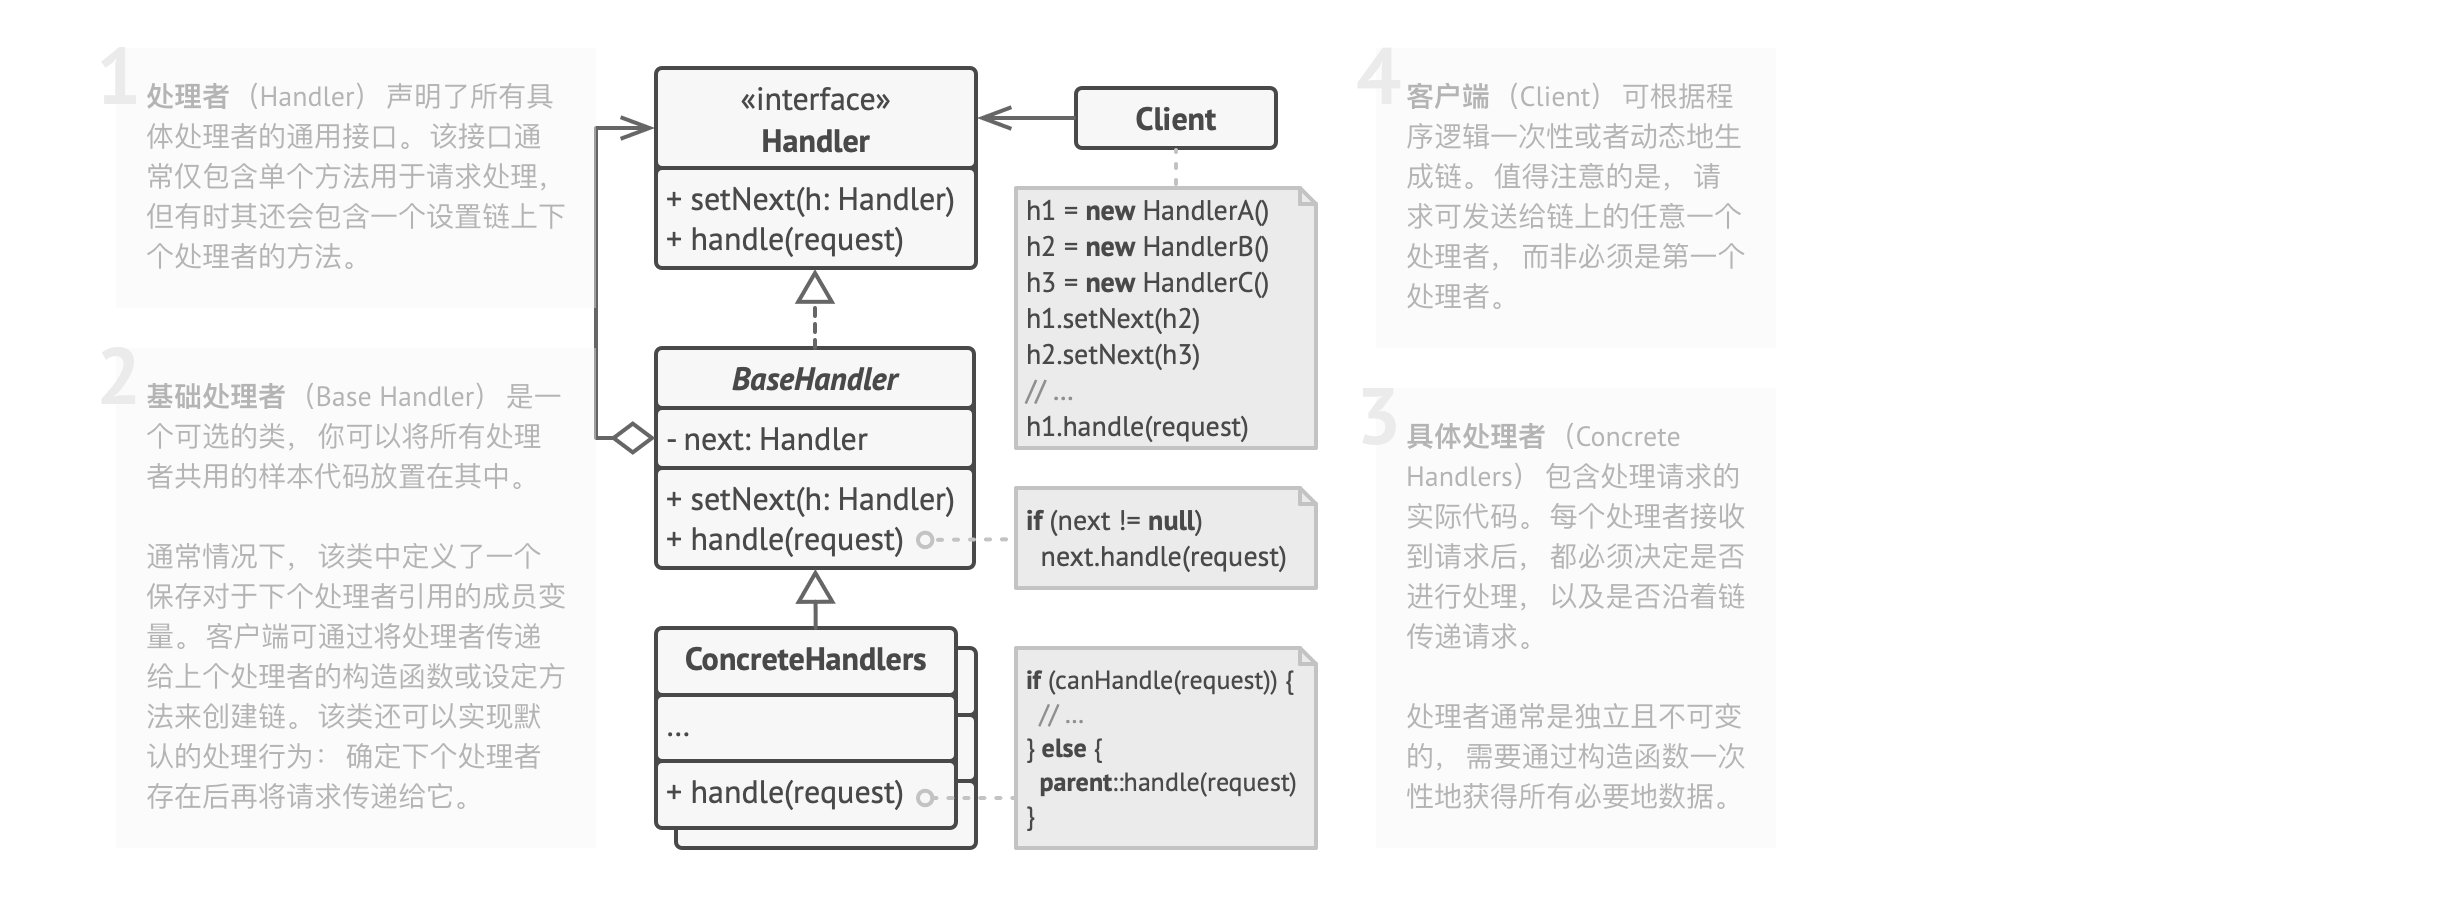 1
处理者 （Handler） 声明了所有具
体处理者的通用接口。 该接口通
常仅包含单个方法用于请求处理，
但有时其还会包含一个设置链上下
个处理者的方法。
2
基础处理者 （Base Handler） 是一
个可选的类， 你可以将所有处理
者共用的样本代码放置在其中。
通常情况下， 该类中定义了一个
保存对于下个处理者引用的成员变
量。 客户端可通过将处理者传递
给上个处理者的构造函数或设定方
法来创建链。 该类还可以实现默
认的处理行为： 确定下个处理者
存在后再将请求传递给它。
«interface»
Handler
+ setNext(h: Handler)
+ handle(request)
BaseHandler
- next: Handler
+ setNext(h: Handler)
+ handle(request)
ConcreteHandlers
...
+ handle(request)
Client
h1 = new HandlerA()
h2 = new HandlerB()
h3 = new HandlerC()
h1.setNext(h2)
h2.setNext(h3)
// ...
h1.handle(request)
if (next != null)
next.handle(request)
if (canHandle(request)) {
// ...
} else {
parent::handle(request)
}
4
客户端 （Client） 可根据程
序逻辑一次性或者动态地生
成链。 值得注意的是， 请
求可发送给链上的任意一个
处理者， 而非必须是第一个
处理者。
3
具体处理者 （Concrete
Handlers） 包含处理请求的
实际代码。 每个处理者接收
到请求后， 都必须决定是否
进行处理， 以及是否沿着链
传递请求。
处理者通常是独立且不可变
的， 需要通过构造函数一次
性地获得所有必要地数据。